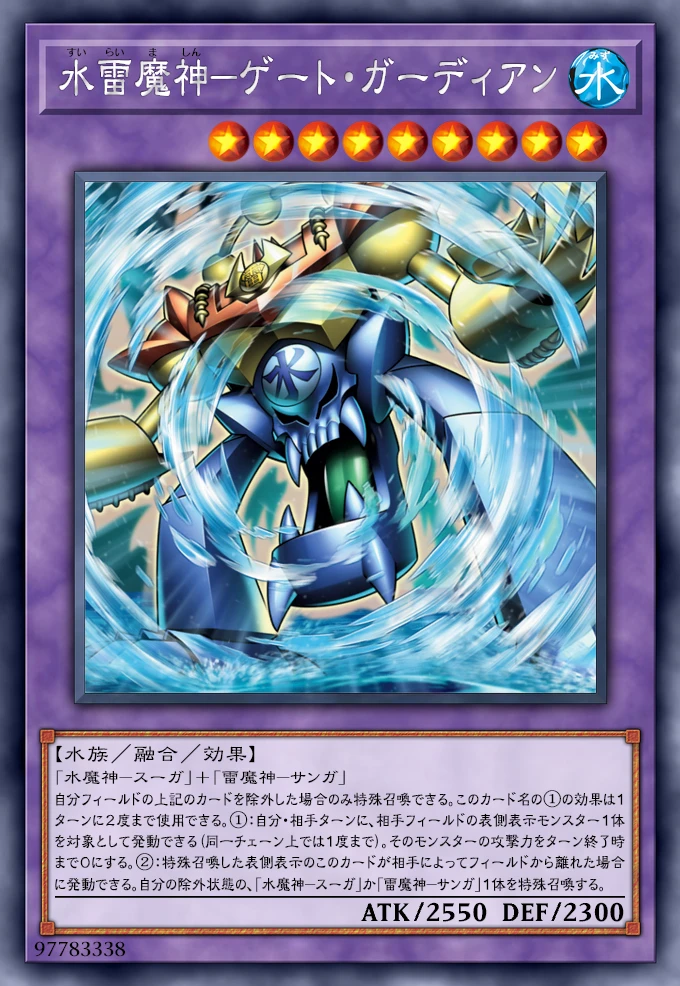 すい らい ま しん
水雷魔神－ゲート・ガーディアン
みず
水
水
【水族／融合／効果】
「水魔神－スーガ」＋「雷魔神－サンガ」
自分フィールドの上記のカードを除外した場合のみ特殊召喚できる。このカード名の①の効果は１
ターンに２度まで使用できる。①：自分・相手ターンに、相手フィールドの表側表示モンスター１体
を対象として発動できる（同一チェーン上では１度まで）。そのモンスターの攻撃力をターン終了時
まで０にする。②：特殊召喚した表側表示のこのカードが相手によってフィールドから離れた場合
に発動できる。自分の除外状態の、「水魔神－スーガ」か「雷魔神－サンガ」１体を特殊召喚する。
ATK/2550 DEF/2300
97783338